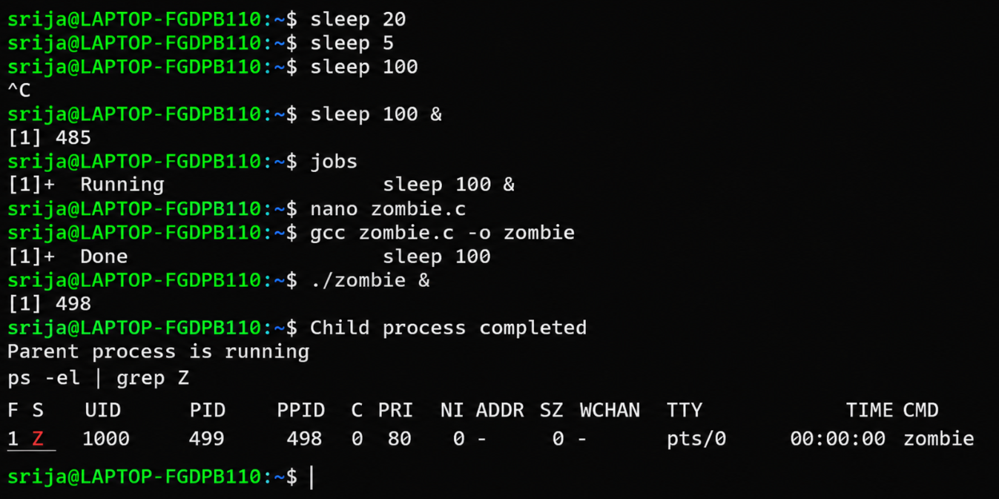 srija@LAPTOP-FGDPB110:~$ sleep 20
srija@LAPTOP-FGDPB110:~$ sleep 5
srija@LAPTOP-FGDPB110:~$ sleep 100
^C
srija@LAPTOP-FGDPB110:~$ sleep 100 &
[1] 485
srija@LAPTOP-FGDPB110:~$ jobs
[1]+  Running                  sleep 100 &
srija@LAPTOP-FGDPB110:~$ nano zombie.c
srija@LAPTOP-FGDPB110:~$ gcc zombie.c -o zombie
[1]+  Done                     sleep 100
srija@LAPTOP-FGDPB110:~$ ./zombie &
[1] 498
srija@LAPTOP-FGDPB110:~$ Child process completed
Parent process is running
ps -el | grep Z
F S   UID     PID    PPID  C PRI  NI ADDR SZ WCHAN  TTY            TIME CMD
1 Z  1000     499     498  0  80   0 -     0 -      pts/0      00:00:00 zombie
srija@LAPTOP-FGDPB110:~$